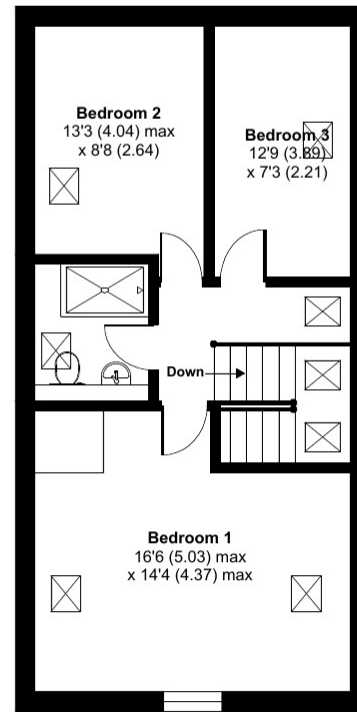 Bedroom 2
13'3 (4.04) max
x 8'8 (2.64)
Bedroom 3
12'9 (3.89)
x 7'3 (2.21)
Down
Bedroom 1
16'6 (5.03) max
x 14'4 (4.37) max